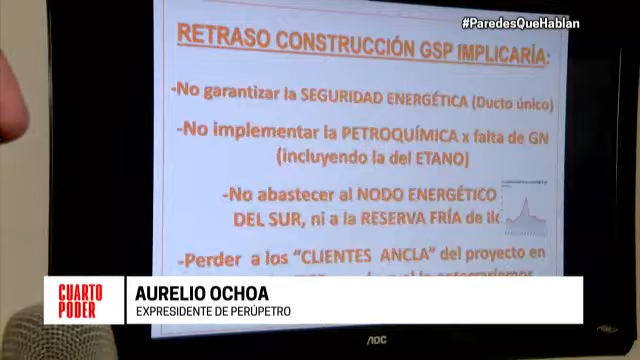 #ParedesQueHablan
RETRASO CONSTRUCCIÓN GSP IMPLICARÍA:
-No garantizar la SEGURIDAD ENERGÉTICA (Ducto único)
-No implementar la PETROQUÍMICA x falta de GN
(incluyendo la del ETANO)
-No abastecer al NODO ENERGÉTICO
DEL SUR, ni a la RESERVA FRÍA de Ilo
-Perder a los "CLIENTES ANCLA" del proyecto en
CUARTO
PODER
AURELIO OCHOA
EXPRESIDENTE DE PERÚPETRO
AOC